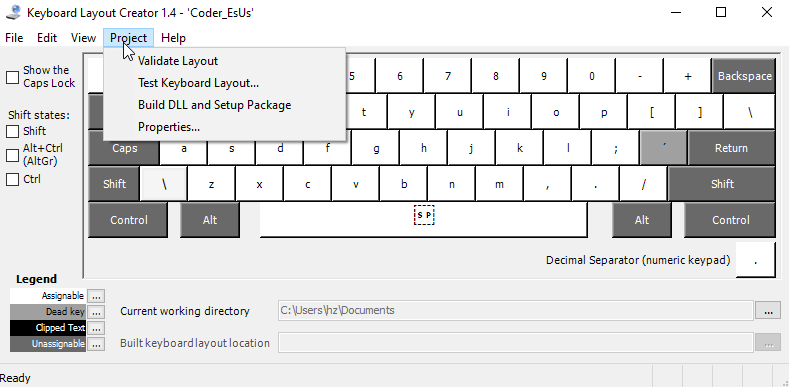 Keyboard Layout Creator 1.4 - 'Coder_EsUs'
File Edit View Project Help
Validate Layout
Test Keyboard Layout...
Build DLL and Setup Package
Properties...
Show the
Caps Lock
Shift states:
Shift
Alt+Ctrl
(AltGr)
Ctrl
5 6 7 8 9 0 - + Backspace
t y u i o p [ ] \
Caps a s d f g h j k l ; ´ Return
Shift \ z x c v b n m , . / Shift
Control Alt SP Alt Control
Decimal Separator (numeric keypad) .
Legend
Assignable ...
Dead key ...
Clipped Text ...
Unassignable ...
Current working directory C:\Users\hz\Documents ...
Built keyboard layout location ...
Ready